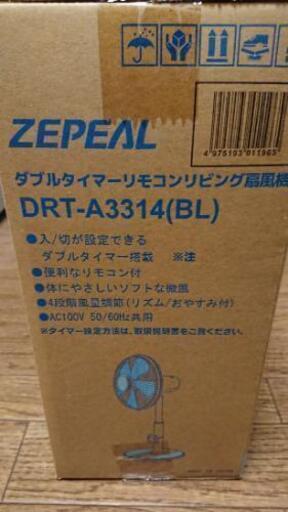 4 975193 011963
ZEPEAL
ダブルタイマーリモコンリビング扇風機
DRT-A3314(BL)
●入/切が設定できる
ダブルタイマー搭載 ※注
●便利なリモコン付
●体にやさしいソフトな微風
●4段階風量調節(リズム/おやすみ付)
●AC100V 50/60Hz共用
※タイマー設定方法は、取扱説明書をご覧ください。